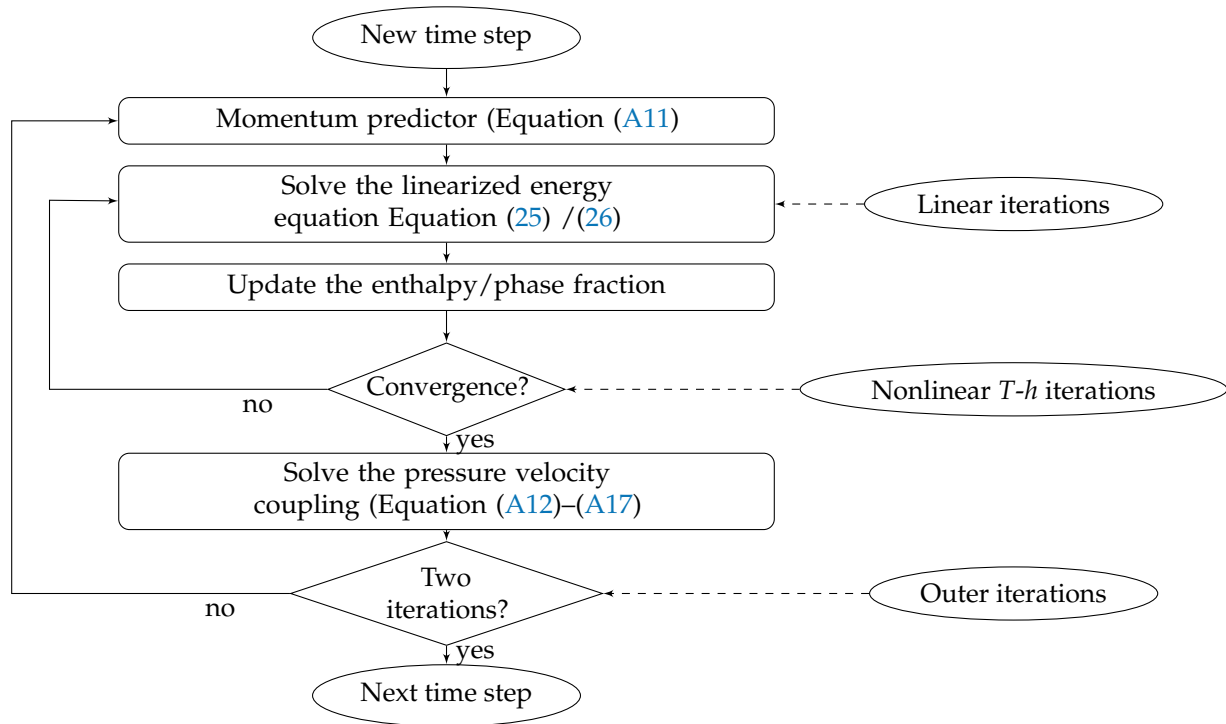 New time step
Momentum predictor (Equation (A11)
Solve the linearized energy
equation Equation (25) /(26)
Linear iterations
Update the enthalpy/phase fraction
Convergence?
Nonlinear T-h iterations
no
yes
Solve the pressure velocity
coupling (Equation (A12)–(A17)
Two
iterations?
Outer iterations
no
yes
Next time step